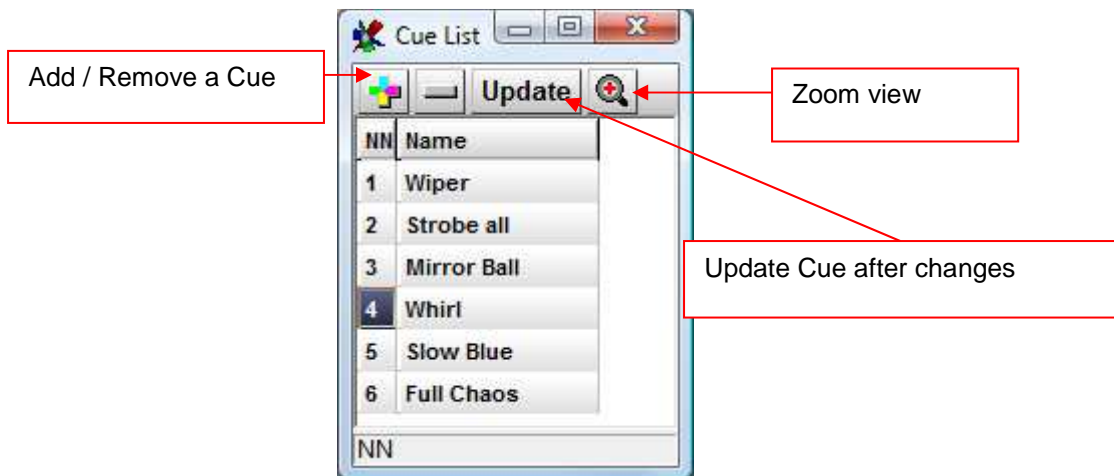 Cue List
Add / Remove a Cue
Update
Zoom view
NN Name
1 Wiper
2 Strobe all
3 Mirror Ball
4 Whirl
5 Slow Blue
6 Full Chaos
Update Cue after changes
NN